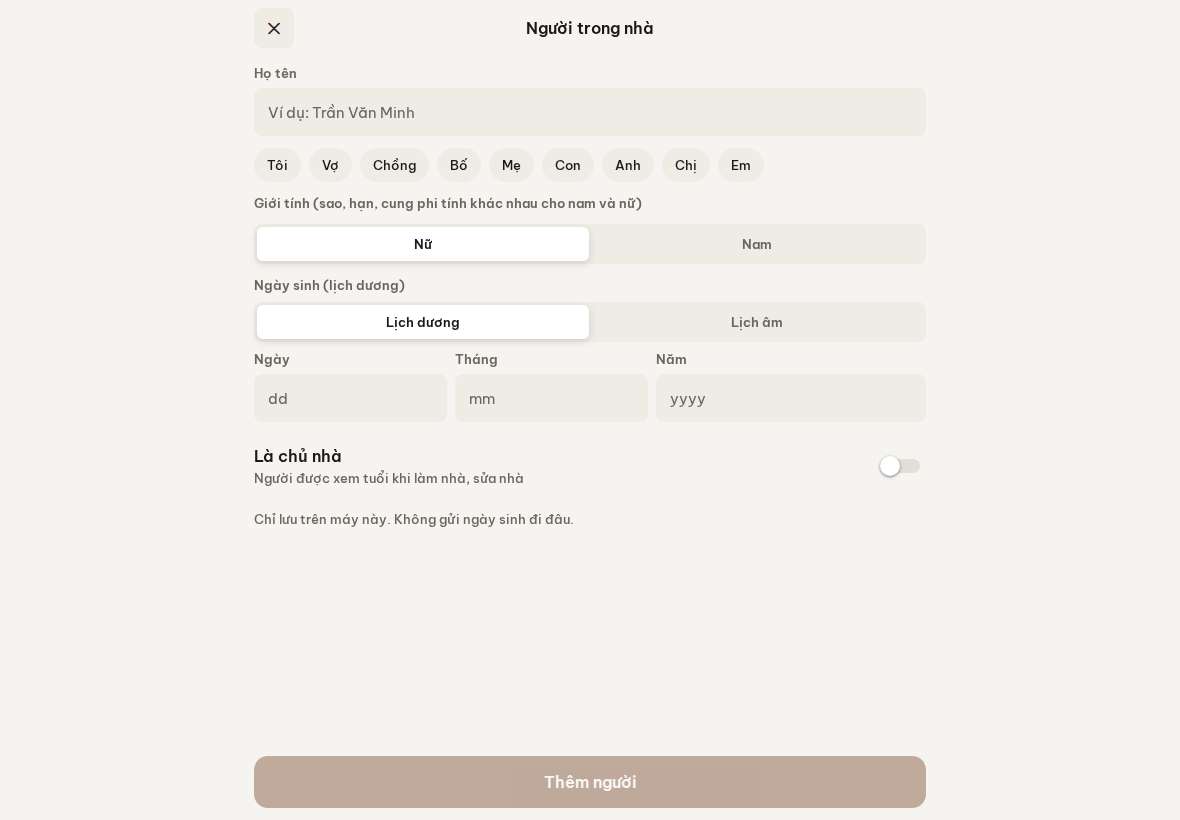 Người trong nhà
Họ tên
Ví dụ: Trần Văn Minh
Tôi Vợ Chồng Bố Mẹ Con Anh Chị Em
Giới tính (sao, hạn, cung phi tính khác nhau cho nam và nữ)
Nữ Nam
Ngày sinh (lịch dương)
Lịch dương Lịch âm
Ngày Tháng Năm
dd mm yyyy
Là chủ nhà
Người được xem tuổi khi làm nhà, sửa nhà
Chỉ lưu trên máy này. Không gửi ngày sinh đi đâu.
Thêm người